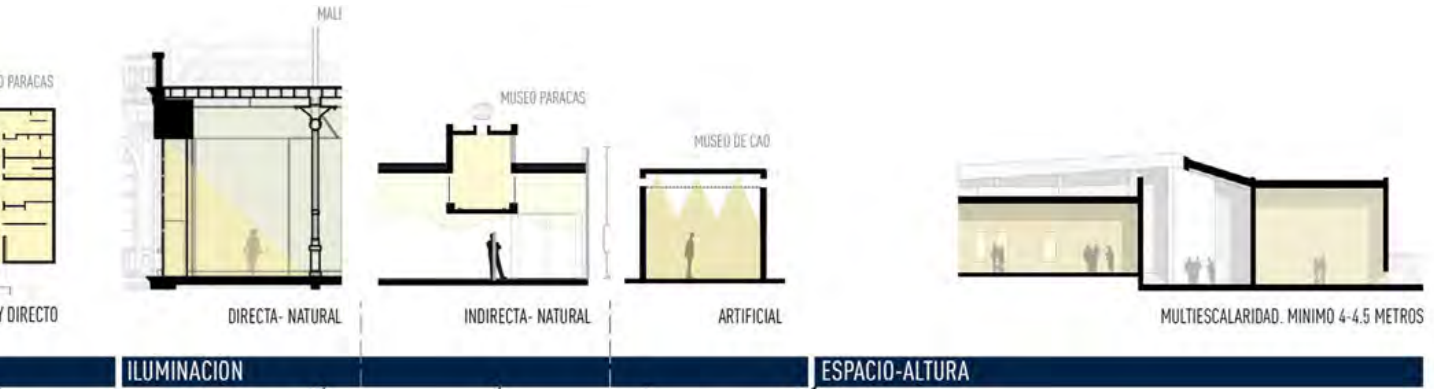 MALI
O PARACAS
MUSEO PARACAS
MUSEO DE CAO
Y DIRECTO
DIRECTA- NATURAL
INDIRECTA- NATURAL
ARTIFICIAL
MULTIESCALARIDAD. MINIMO 4-4.5 METROS
ILUMINACIÓN
ESPACIO-ALTURA